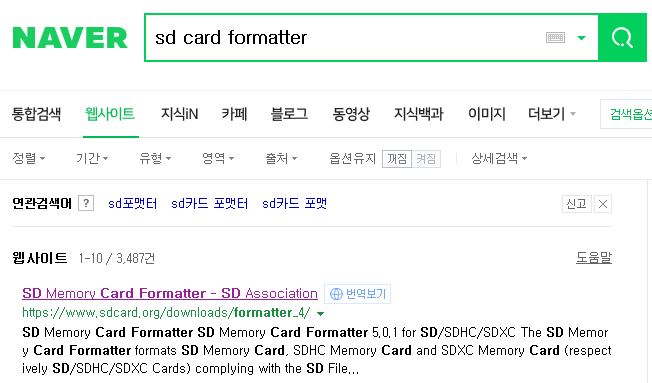 NAVER sd card formatter
통합검색 웹사이트 지식iN 카페 블로그 동영상 지식백과 이미지 더보기 검색옵션
정렬 기간 유형 영역 출처 옵션유지 꺼짐 켜짐 상세검색
연관검색어 ? sd포맷터 sd카드 포맷터 sd카드 포맷 신고
웹사이트 1-10 / 3,487건 도움말
SD Memory Card Formatter - SD Association 번역보기
https://www.sdcard.org/downloads/formatter_4/
SD Memory Card Formatter SD Memory Card Formatter 5.0.1 for SD/SDHC/SDXC The SD Memor
y Card Formatter formats SD Memory Card, SDHC Memory Card and SDXC Memory Card (respect
ively SD/SDHC/SDXC Cards) complying with the SD File...